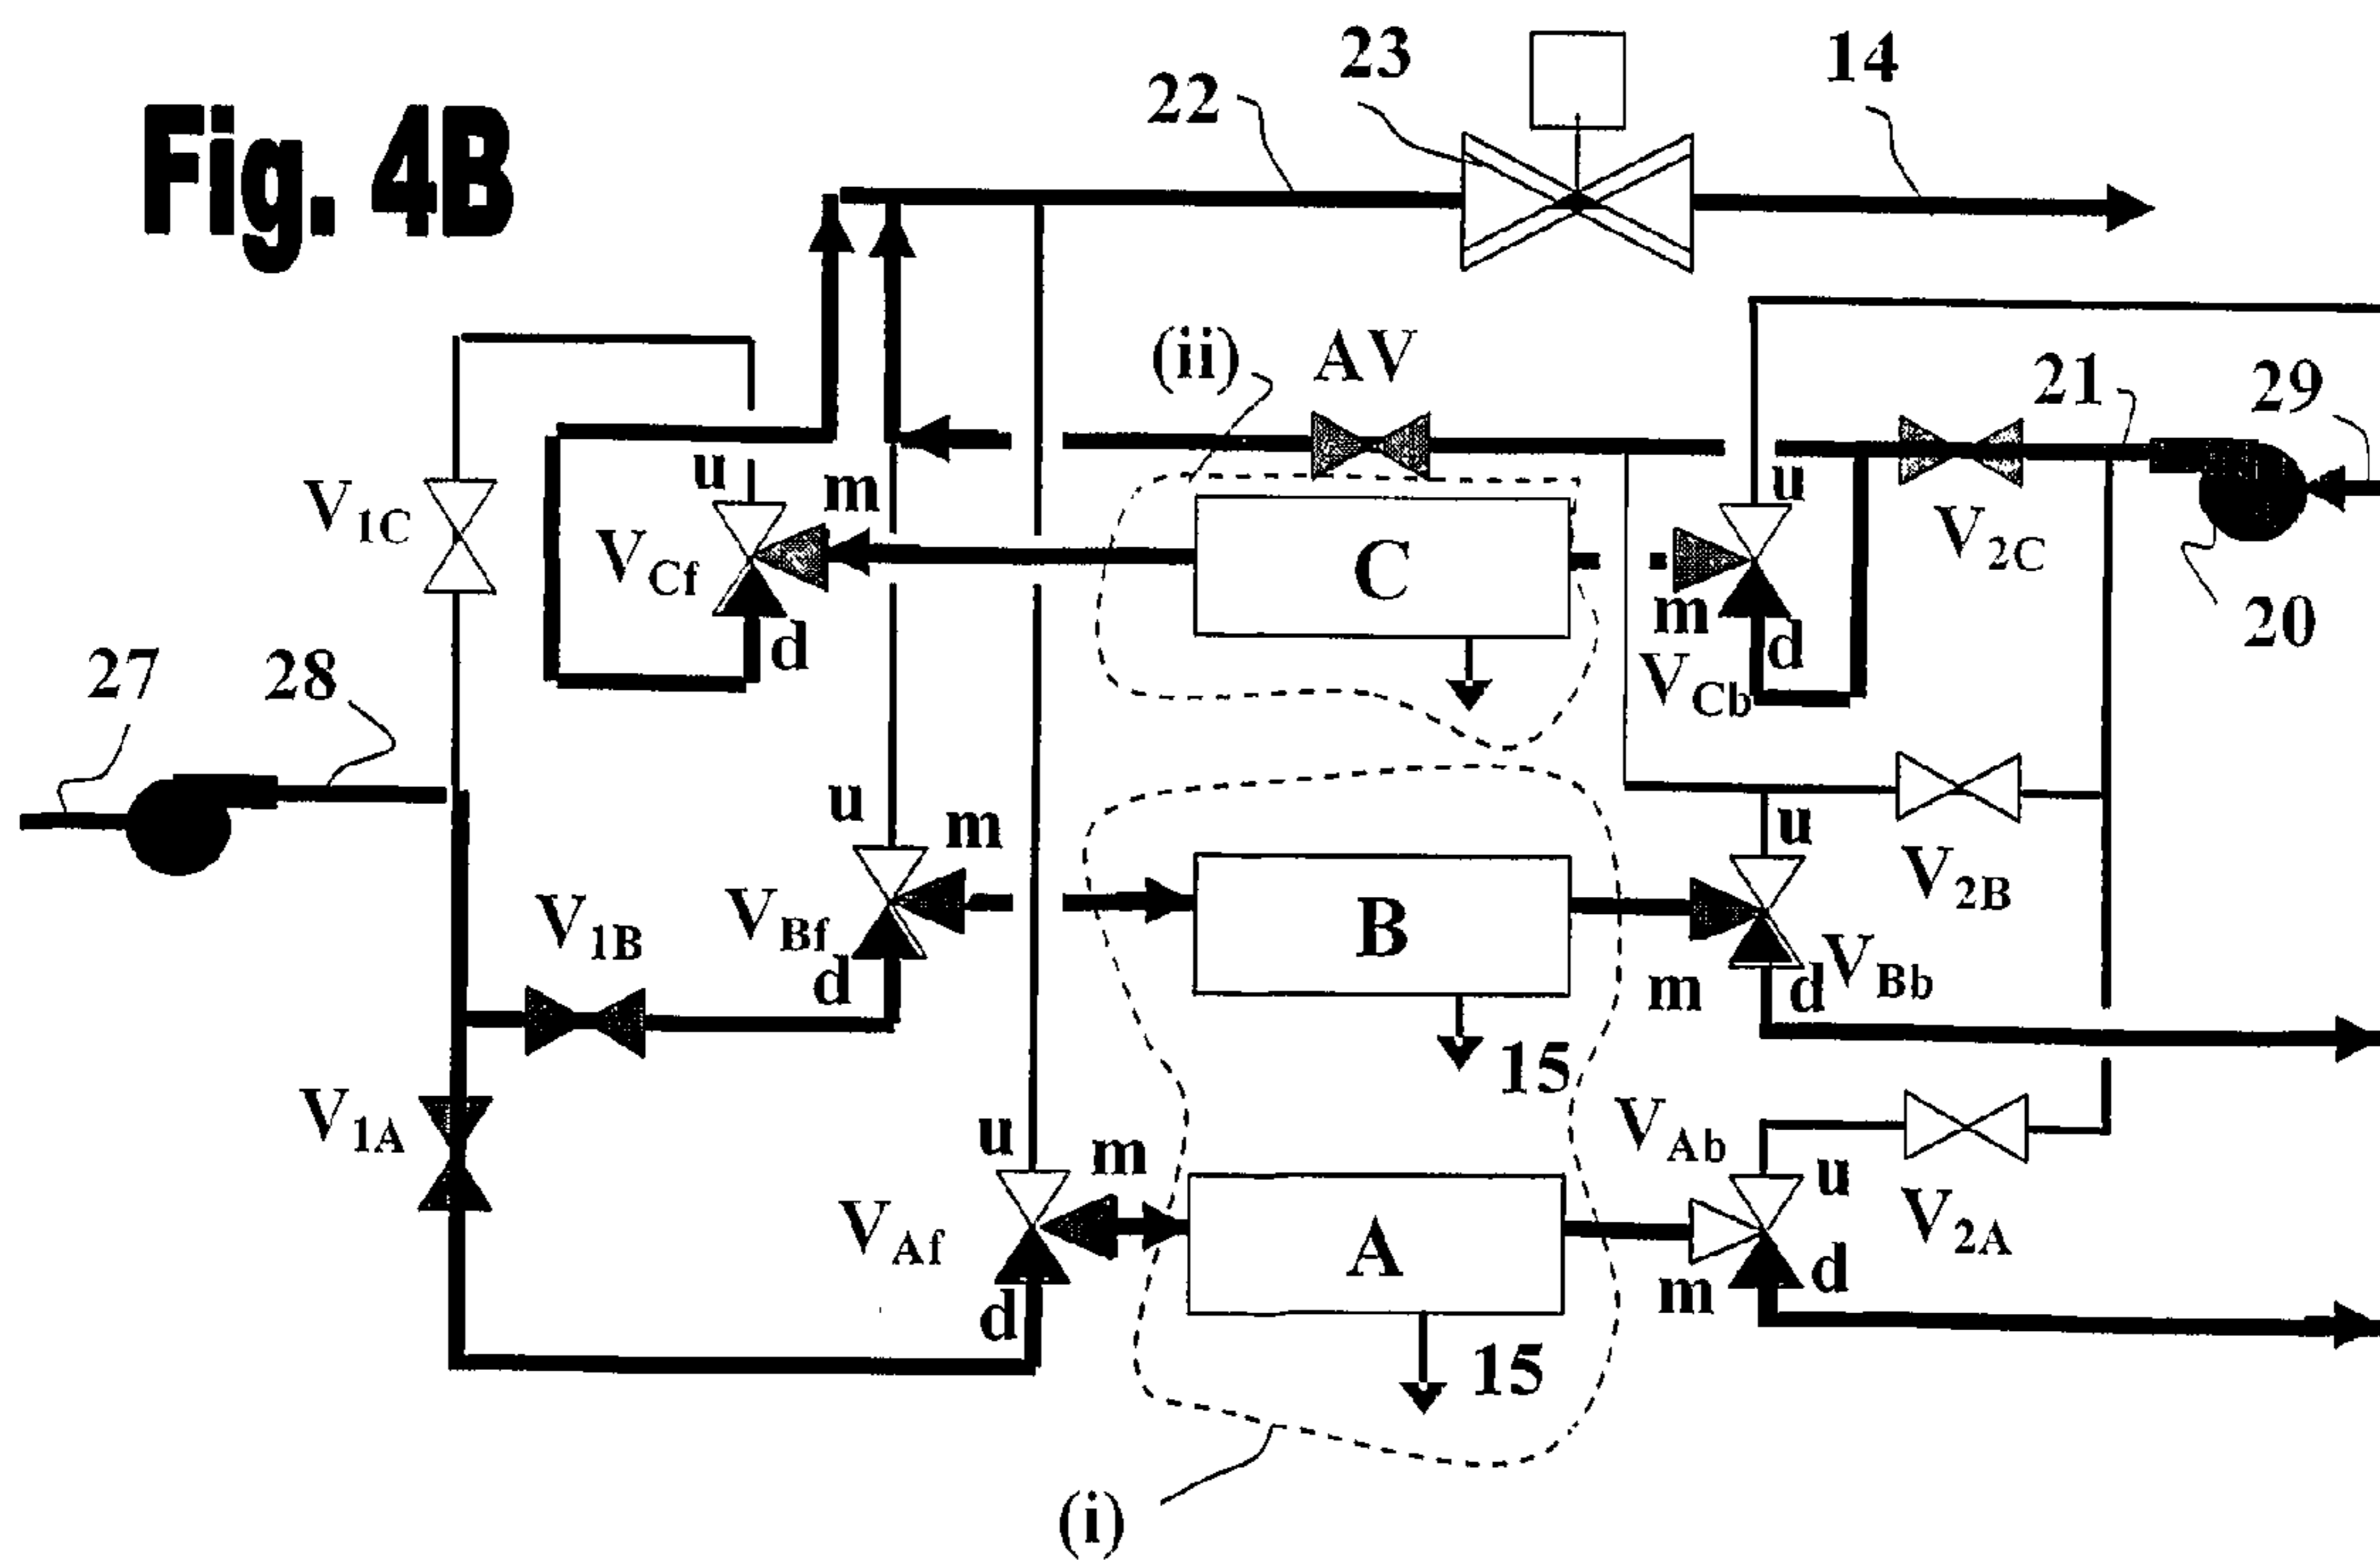 Fig. 4B
22
23
14
(ii)
AV
21
29
u
m
u
V1C
VCf
C
V2C
d
m
d
20
VCb
27
28
u
m
u
V1B
VBf
B
V2B
d
m
d
VBb
15
V1A
u
m
VAb
u
VAf
A
V2A
d
m
d
15
(i)